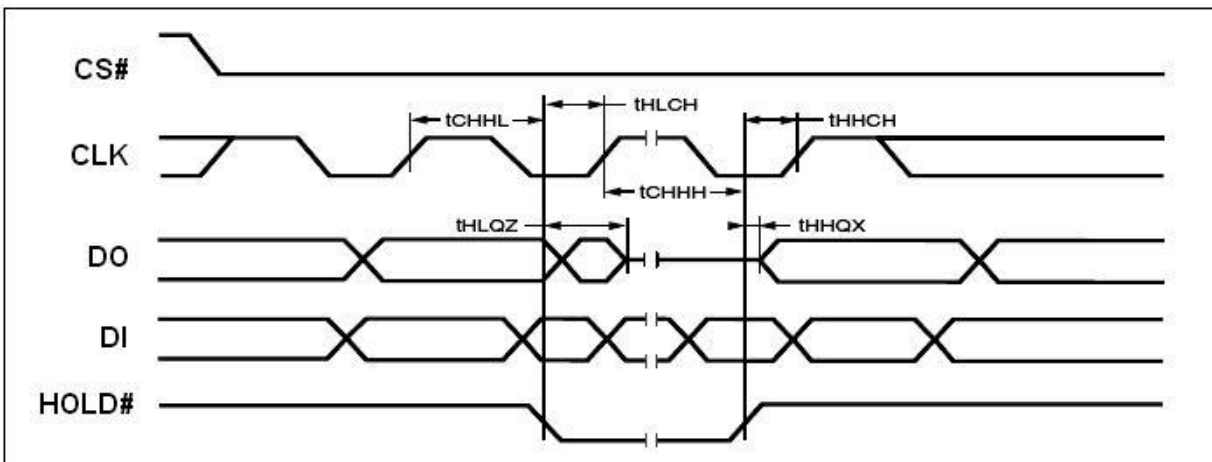 CS#
tHLCH
tCHHL
tHHCH
CLK
tCHHH
tHLQZ
tHHQX
DO
DI
HOLD#